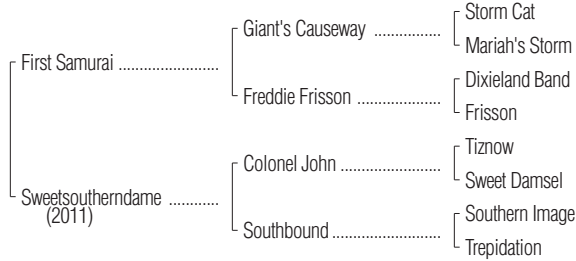 Storm Cat
Giant's Causeway ..................
Mariah's Storm
First Samurai .......................
Dixieland Band
Freddie Frisson ...................
Frisson
Tiznow
Colonel John .......................
Sweet Damsel
Sweetsoutherndame ...........
(2011)
Southern Image
Southbound .........................
Trepidation